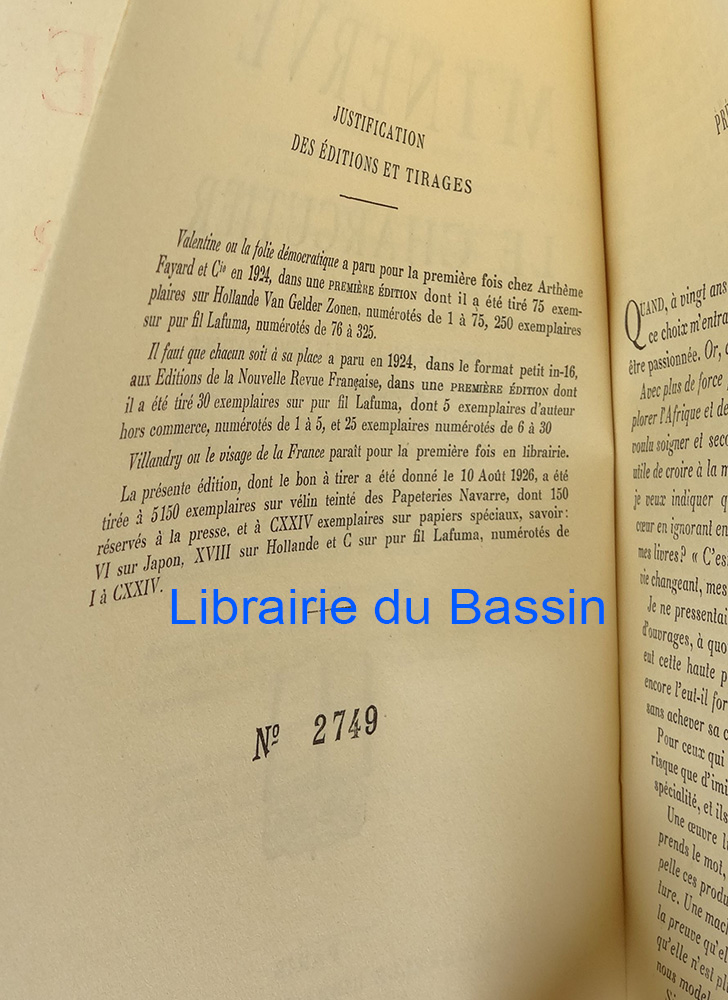 JUSTIFICATION
DES ÉDITIONS ET TIRAGES
Valentine ou la folie démocratique a paru pour la première fois chez Arthème
Fayard et Cie en 1924, dans une PREMIÈRE ÉDITION dont il a été tiré 75 exem-
plaires sur Hollande Van Gelder Zonen, numérotés de 1 à 75, 250 exemplaires
sur pur fil Lafuma, numérotés de 76 à 325.
Il faut que chacun soit à sa place a paru en 1924, dans le format petit in-16,
aux Editions de la Nouvelle Revue Française, dans une PREMIÈRE ÉDITION dont
il a été tiré 30 exemplaires sur pur fil Lafuma, dont 5 exemplaires d'auteur
hors commerce, numérotés de 1 à 5, et 25 exemplaires numérotés de 6 à 30
Villandry ou le visage de la France paraît pour la première fois en librairie.
La présente édition, dont le bon à tirer a été donné le 10 Août 1926, a été
tirée à 5150 exemplaires sur vélin teinté des Papeteries Navarre, dont 150
réservés à la presse, et à CXXIV exemplaires sur papiers spéciaux, savoir:
VI sur Japon, XVIII sur Hollande et C sur pur fil Lafuma, numérotés de
I à CXXIV.
Librairie du Bassin
Nº 2749
QUAND, à vingt ans
ce choix m'entra
être passionnée. Or,
Avec plus de force
plorer l'Afrique et de
voulu soigner et seco
utile de croire à la m
je veux indiquer q
cœur en ignorant en
mes livres? « C'es
vie changeant, mes
Je ne pressentai
d'ouvrages, à quo
eut cette haute p
encore l'eut-il for
sans achever sa c
Pour ceux qui
risque que d'imi
spécialité, et ils
Une œuvre li
prends le mot,
pelle ces produ
ture. Une mach
la preuve qu'el
qu'elle n'est pl
nous model